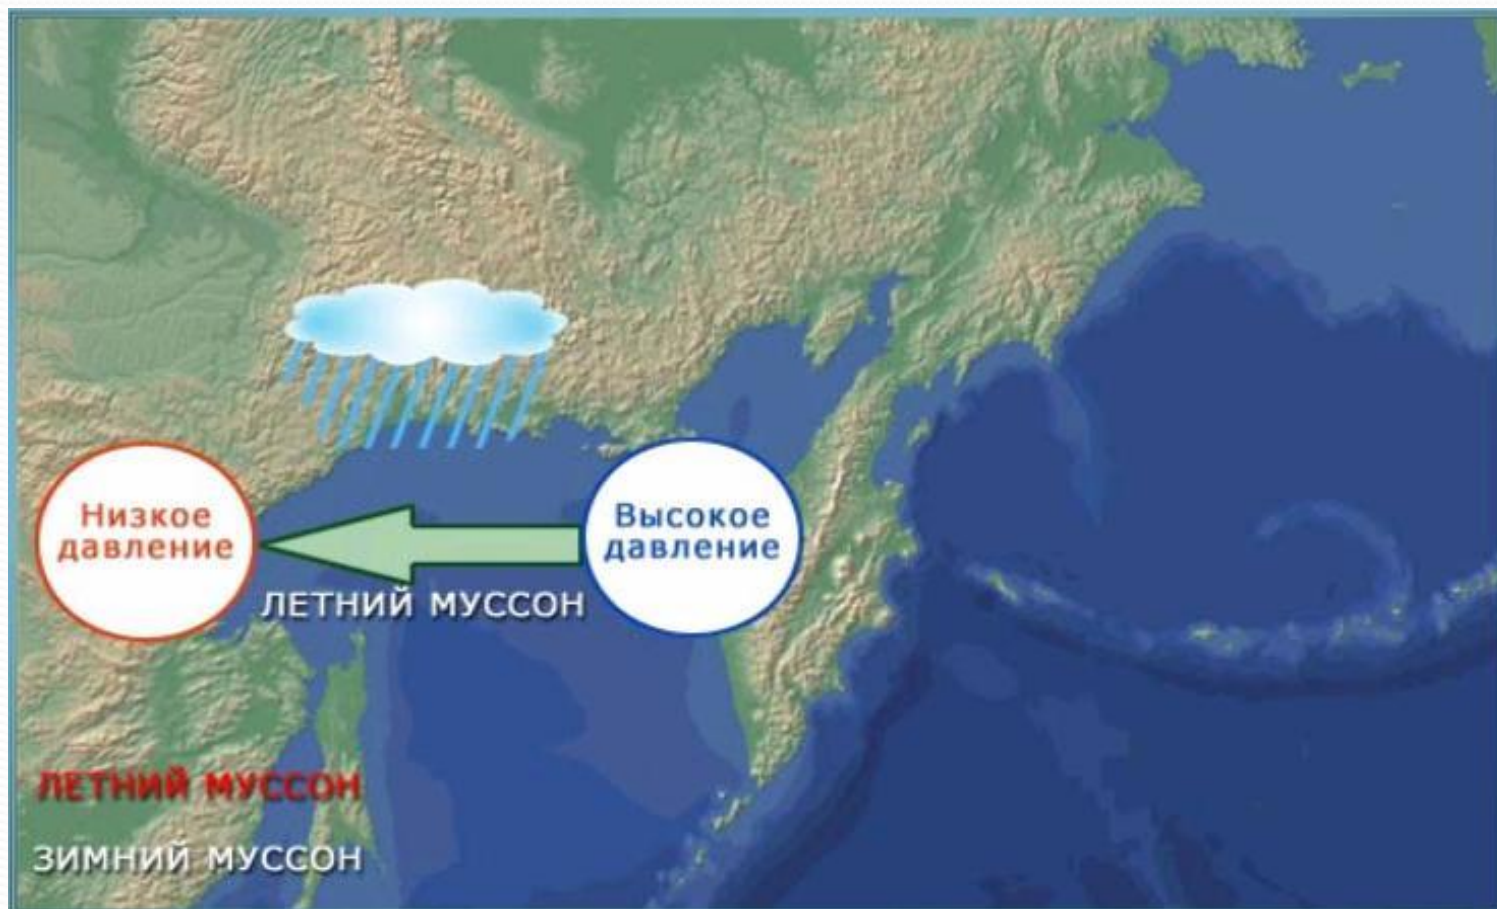 Низкое
давление
Высокое
давление
ЛЕТНИЙ МУССОН
ЛЕТНИЙ МУССОН
ЗИМНИЙ МУССОН